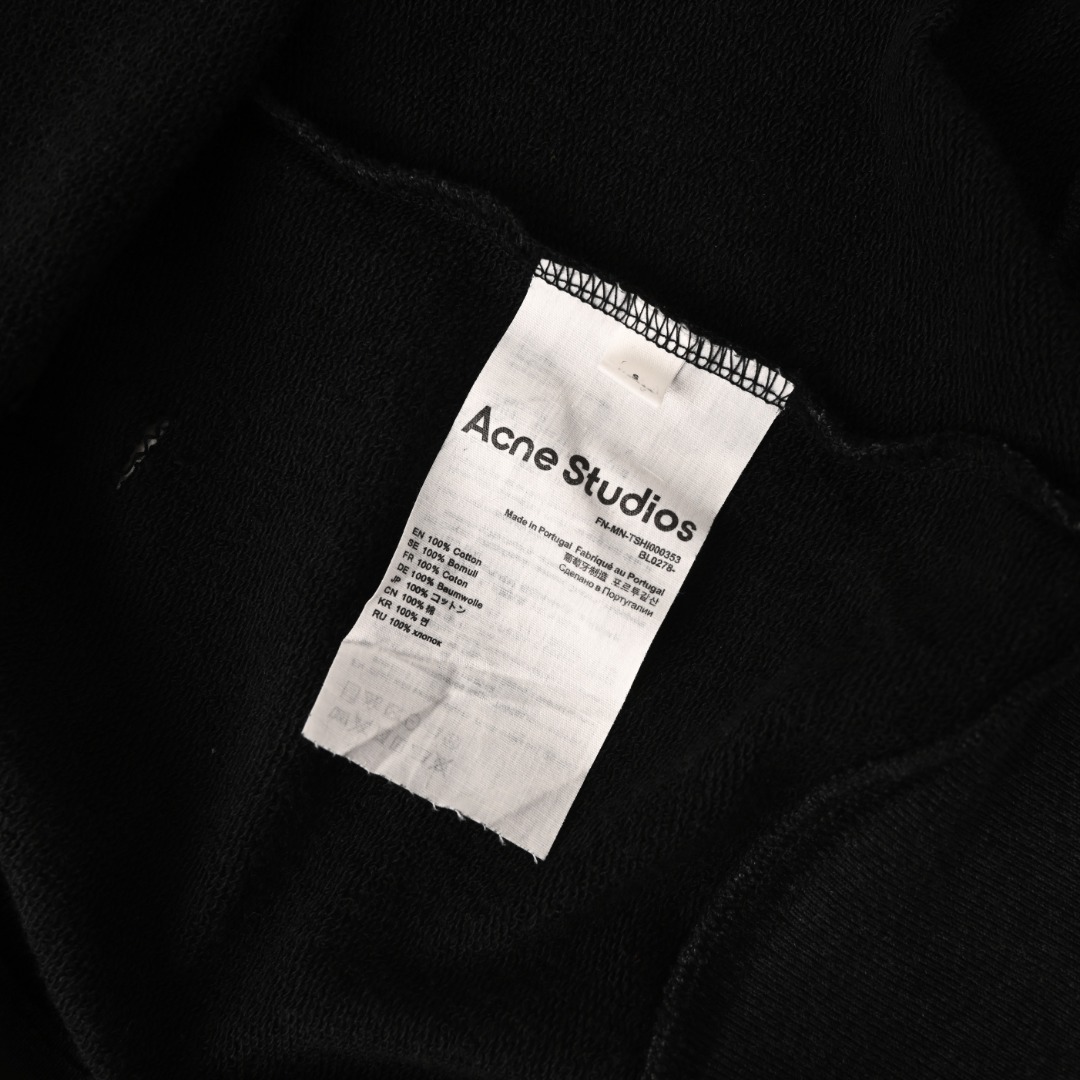 Acne Studios
FN-MN-TSHI000353
BL0278-
Made in Portugal Fabriqué au Portugal
葡萄牙制造 포르투갈산
Сделано в Португалии
EN 100% Cotton
SE 100% Bomull
FR 100% Coton
DE 100% Baumwolle
JP 100% コットン
CN 100% 棉
KR 100% 면
RU 100% хлопок